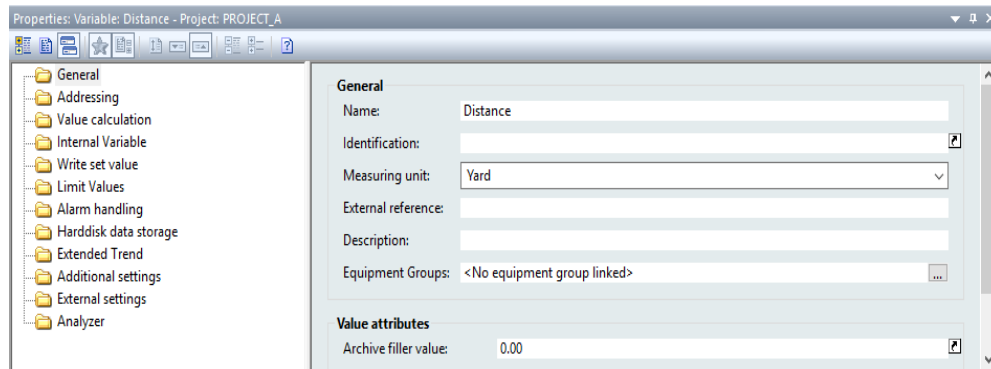 Properties: Variable: Distance - Project: PROJECT_A
General
Addressing
Value calculation
Internal Variable
Write set value
Limit Values
Alarm handling
Harddisk data storage
Extended Trend
Additional settings
External settings
Analyzer
General
Name: Distance
Identification:
Measuring unit: Yard
External reference:
Description:
Equipment Groups: <No equipment group linked> ...
Value attributes
Archive filler value: 0.00